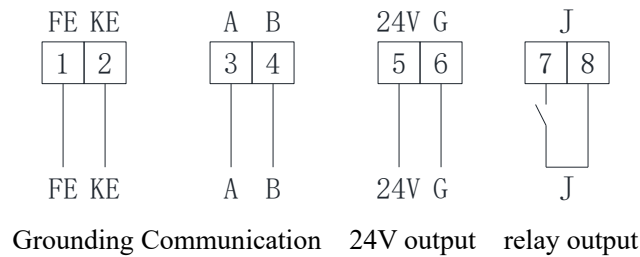 FE KE A B 24V G J
1 2 3 4 5 6 7 8
FE KE A B 24V G J
Grounding Communication 24V output relay output